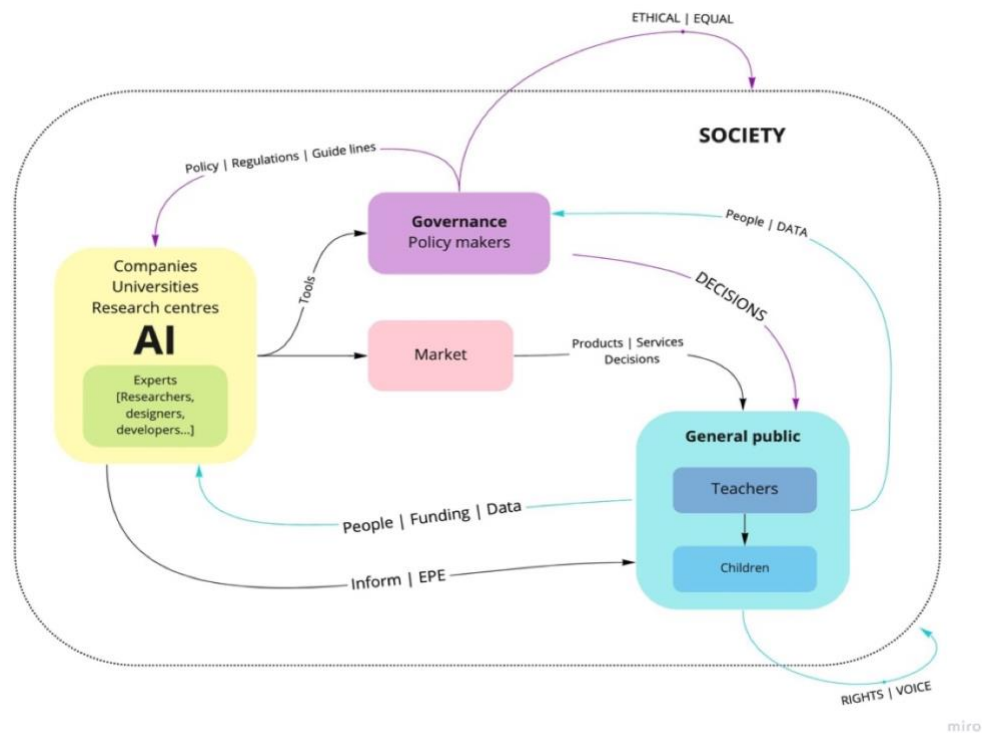 ETHICAL | EQUAL
SOCIETY
Policy | Regulations | Guide lines
Governance
Policy makers
People | DATA
Companies
Universities
Research centres
AI
Experts
[Researchers,
designers,
developers...]
Tools
DECISIONS
Market
Products | Services
Decisions
General public
Teachers
Children
People | Funding | Data
Inform | EPE
RIGHTS | VOICE
miro